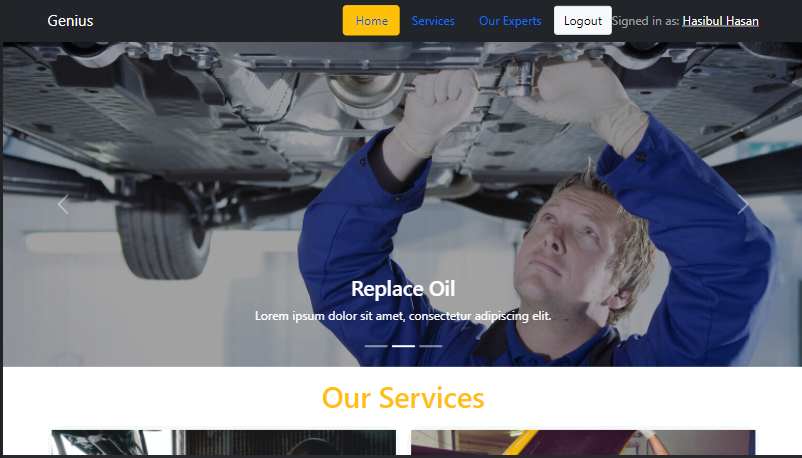 Genius Home Services Our Experts Logout Signed in as: Hasibul Hasan
Replace Oil
Lorem ipsum dolor sit amet, consectetur adipiscing elit.
Our Services